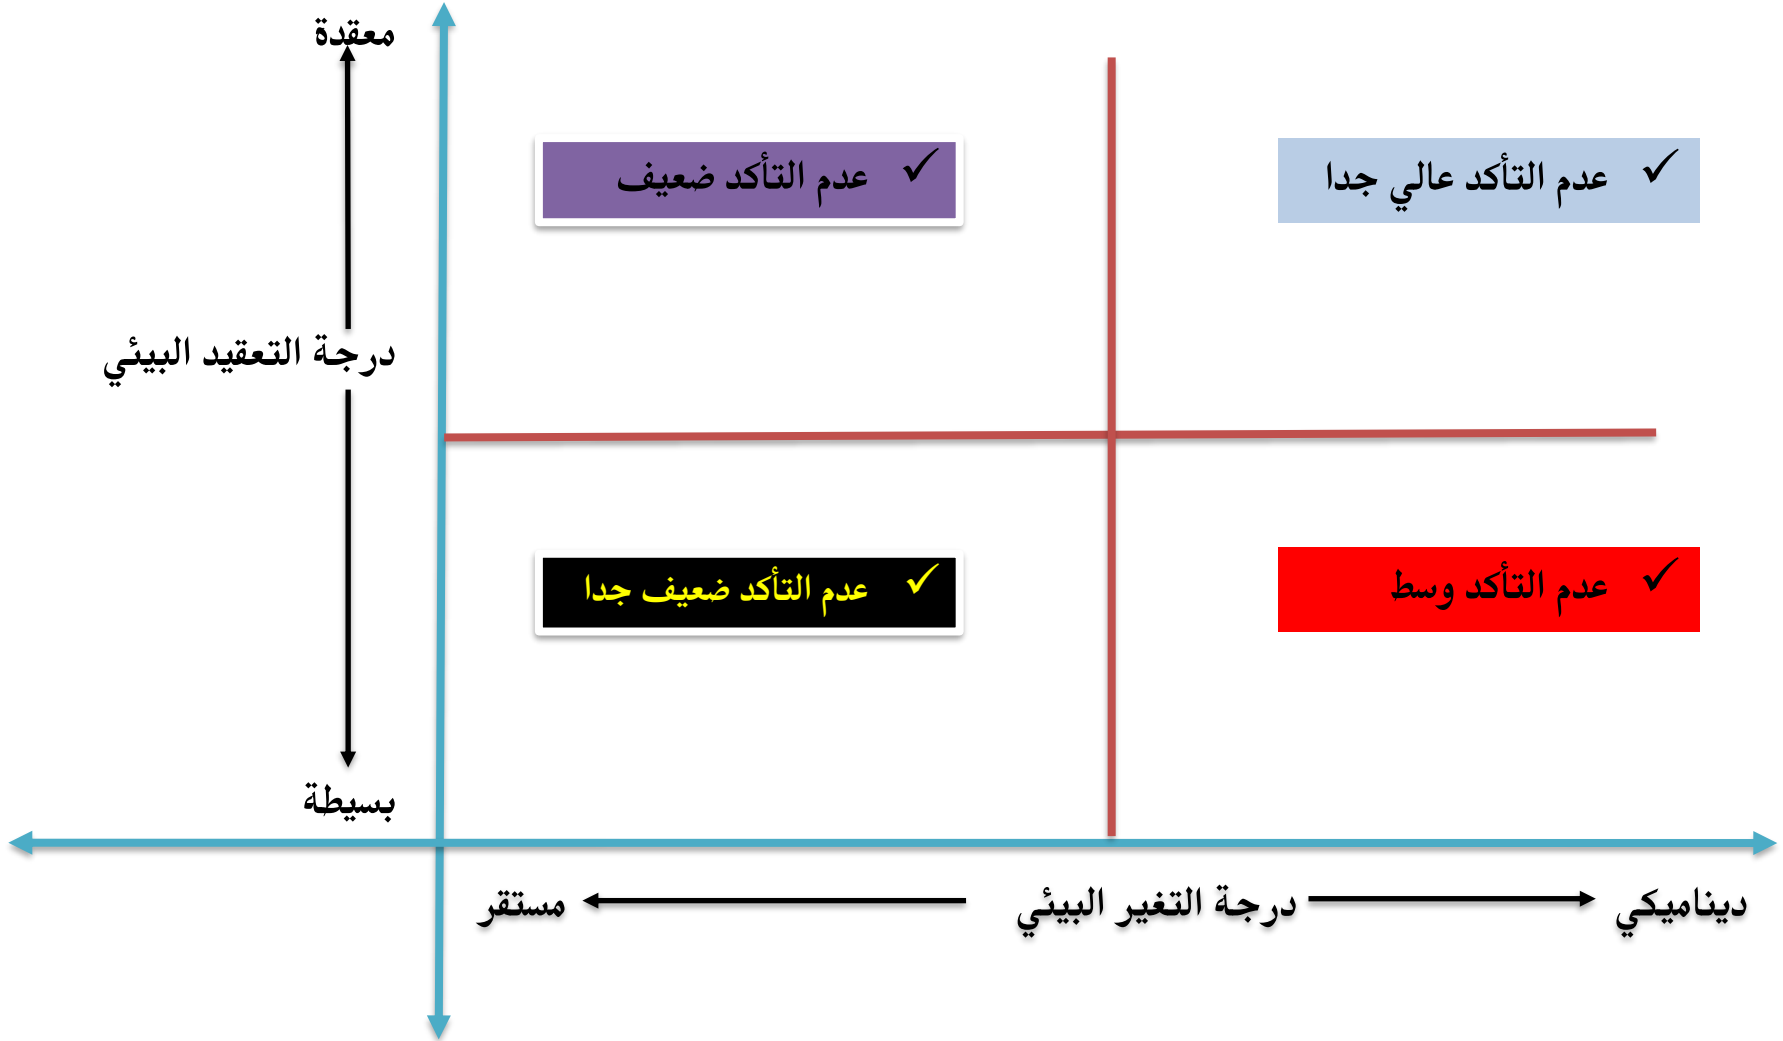 معقدة
✓ عدم التأكد عالي جدا
✓ عدم التأكد ضعيف
درجة التعقيد البيئي
✓ عدم التأكد وسط
✓ عدم التأكد ضعيف جدا
بسيطة
ديناميكي
درجة التغير البيئي
مستقر